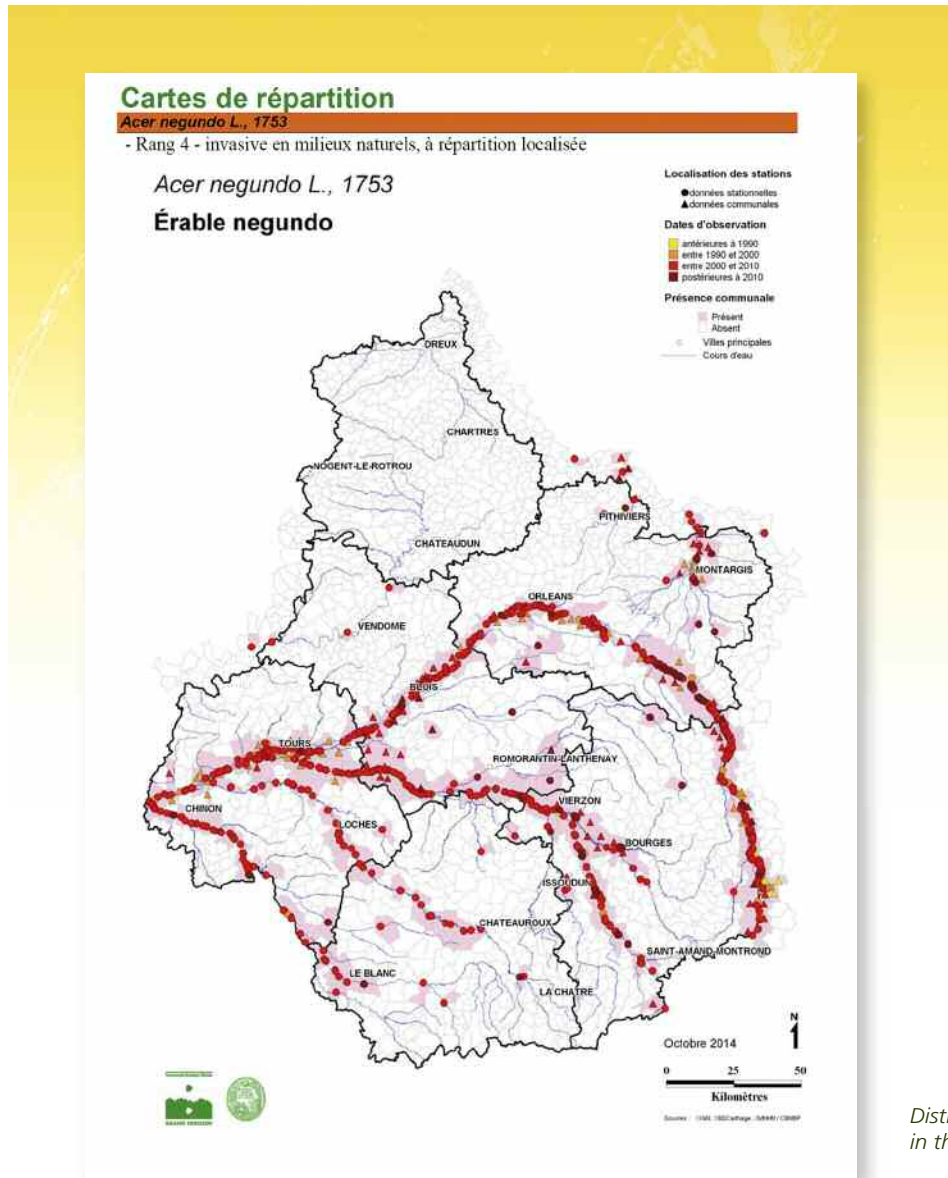 Cartes de répartition
Acer negundo L., 1753
- Rang 4 - invasive en milieux naturels, à répartition localisée
Acer negundo L., 1753
Érable negundo
Localisation des stations
données stationnelles
données communales
Dates d'observation
antérieures à 1990
entre 1990 et 2000
entre 2000 et 2010
postérieures à 2010
Présence communale
Présent
Absent
Villes principales
Cours d'eau
DREUX
CHARTRES
NOGENT-LE-ROTROU
PITHIVIERS
CHATEAUDUN
MONTARGIS
ORLEANS
VENDOME
BLOIS
TOURS
ROMORANTIN-LANTHENAY
CHINON
VIERZON
LOCHES
BOURGES
ISSOUDUN
CHATEAUROUX
SAINT-AMAND-MONTROND
LE BLANC
LA CHATRE
N
Octobre 2014
0 25 50
Kilomètres
Dist
in th